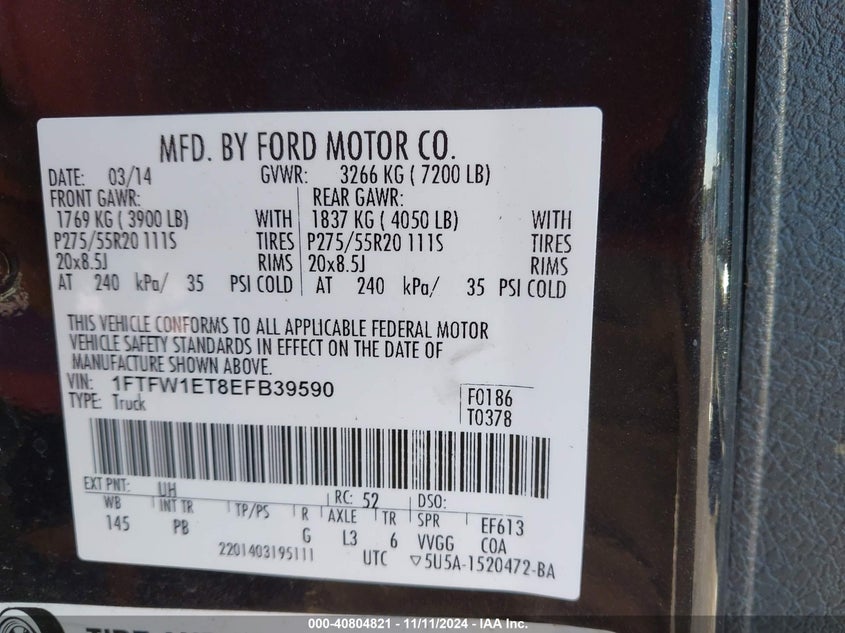 MFD. BY FORD MOTOR CO.
DATE: 03/14 GVWR: 3266 KG ( 7200 LB)
FRONT GAWR: REAR GAWR:
1769 KG ( 3900 LB) WITH 1837 KG ( 4050 LB) WITH
P275/55R20 111S TIRES P275/55R20 111S TIRES
20x8.5J RIMS 20x8.5J RIMS
AT 240 kPa/ 35 PSI COLD AT 240 kPa/ 35 PSI COLD
THIS VEHICLE CONFORMS TO ALL APPLICABLE FEDERAL MOTOR
VEHICLE SAFETY STANDARDS IN EFFECT ON THE DATE OF
MANUFACTURE SHOWN ABOVE.
VIN: 1FTFW1ET8EFB39590 F0186
TYPE: Truck T0378
EXT PNT: UH RC: 52 DSO:
WB INT TR TP/PS R AXLE TR SPR EF613
145 PB G L3 6 VVGG COA
2201403195111 UTC ▽5U5A-1520472-BA
000-40804821 - 11/11/2024 - IAA Inc.